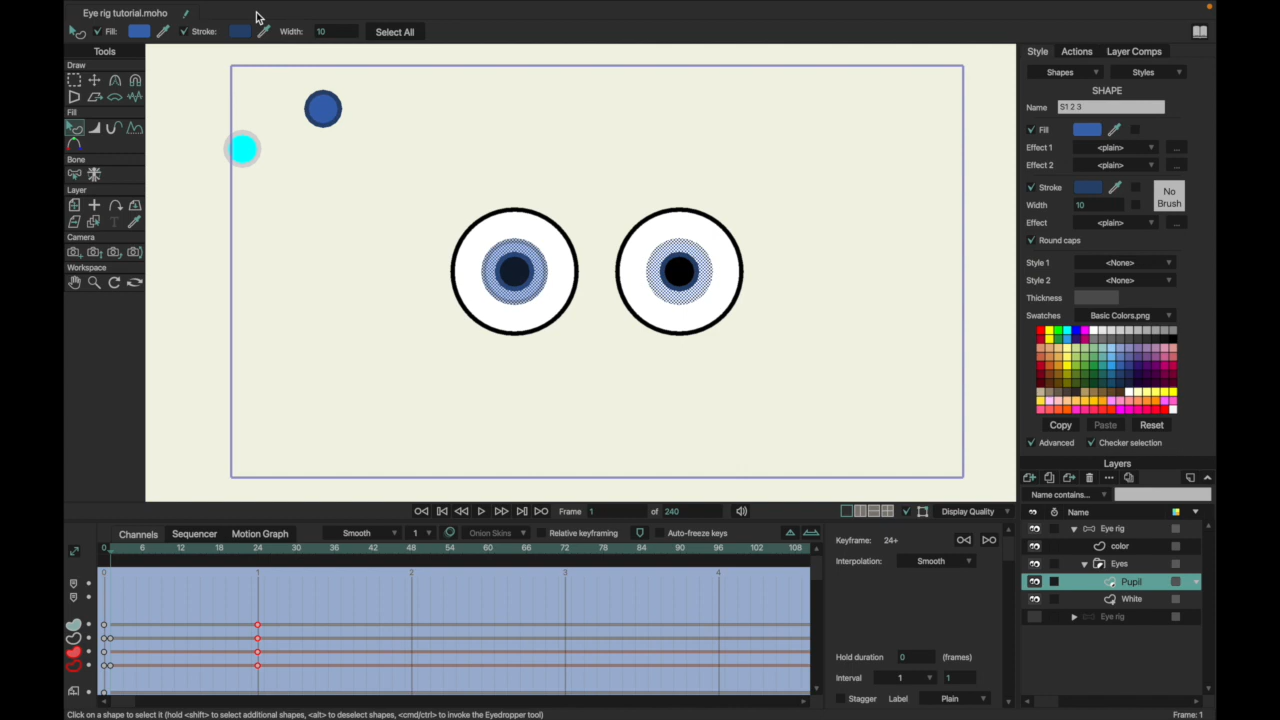 Eye rig tutorial.moho
Fill: Stroke: Width: 10 Select All
Tools
Draw
Fill
Bone
Layer
Camera
Workspace
Style Actions Layer Comps
Shapes Styles
SHAPE
Name S1 2 3
Fill
Effect 1 <plain> ...
Effect 2 <plain> ...
Stroke
Width 10
No
Brush
Effect <plain> ...
Round caps
Style 1 <None>
Style 2 <None>
Thickness
Swatches Basic Colors.png
Copy Paste Reset
Advanced Checker selection
Layers
Name contains...
Name
Eye rig
color
Eyes
Pupil
White
Eye rig
Frame 1 of 240 Display Quality
Channels Sequencer Motion Graph Smooth 1 Onion Skins Relative keyframing Auto-freeze keys
0 6 12 18 24 30 36 42 48 54 60 66 72 78 84 90 96 102 108
0 1 2 3 4
Keyframe: 24+
Interpolation: Smooth
Hold duration 0 (frames)
Interval 1 1
Stagger Label Plain
Click on a shape to select it (hold <shift> to select additional shapes, <alt> to deselect shapes, <cmd/ctrl> to invoke the Eyedropper tool) Frame: 1